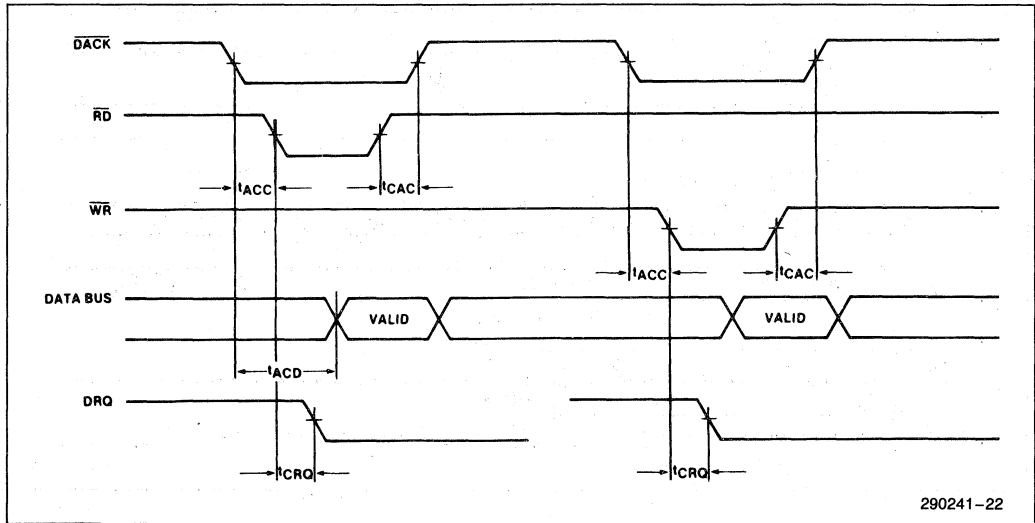 DACK
RD
tACC
tCAC
WR
tACC
tCAC
DATA BUS
VALID
VALID
tACD
DRQ
tCRQ
tCRQ
290241–22